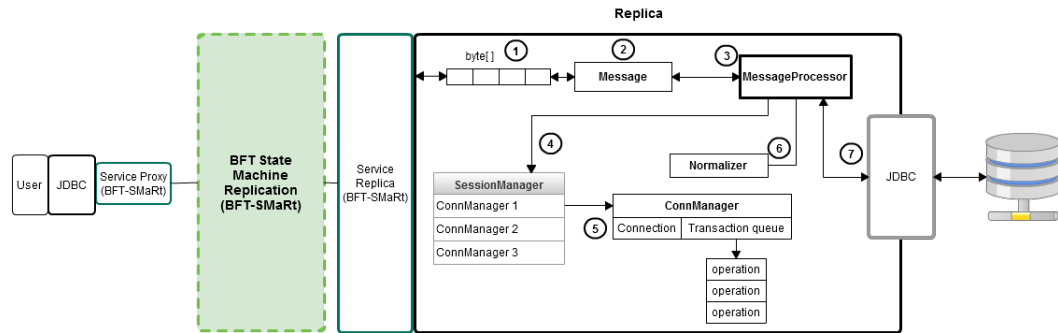 Replica
byte[ ]
1
2
3
Message
MessageProcessor
4
6
7
BFT State
Machine
Replication
(BFT-SMaRt)
User
JDBC
Service Proxy
(BFT-SMaRt)
Service
Replica
(BFT-SMaRt)
Normalizer
JDBC
SessionManager
ConnManager 1
ConnManager 2
ConnManager 3
5
ConnManager
Connection
Transaction queue
operation
operation
operation